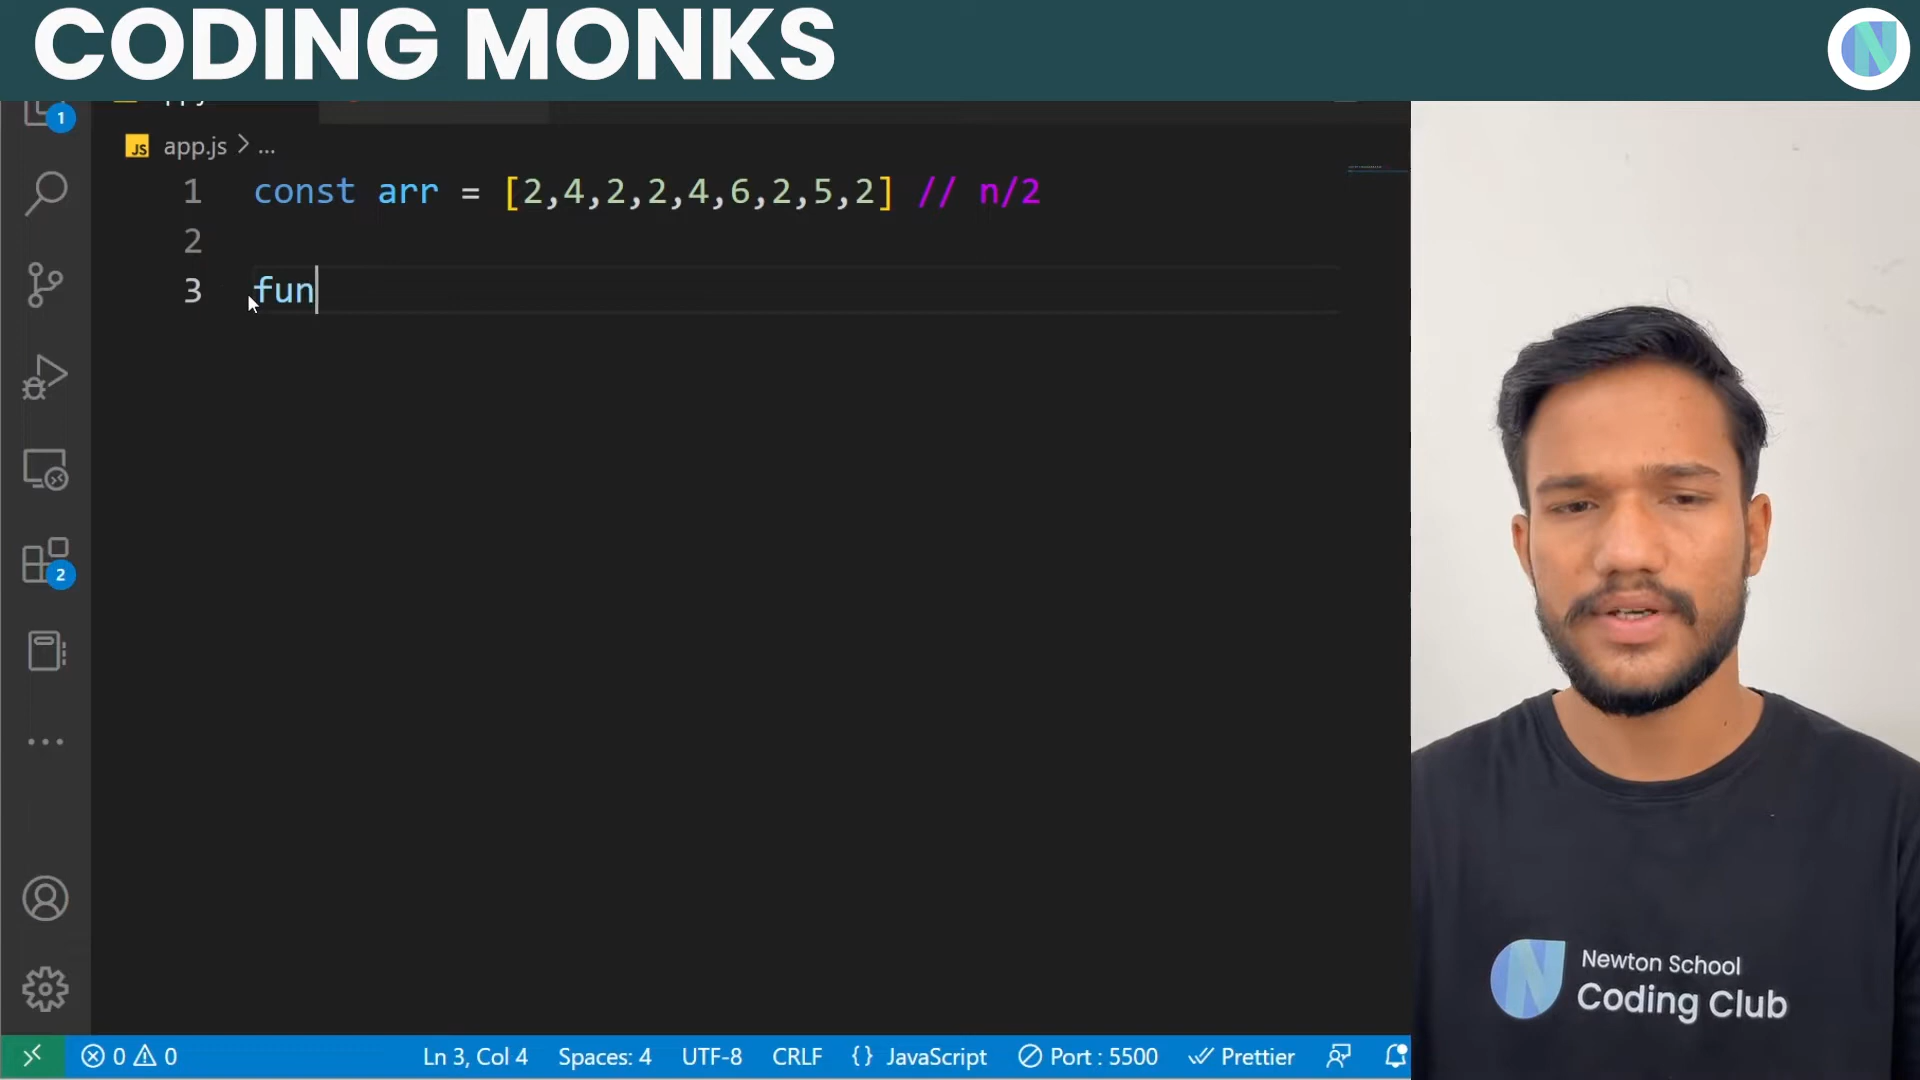 CODING MONKS
1
JS app.js > ...
1 const arr = [2,4,2,2,4,6,2,5,2] // n/2
2
3 fun
2
Newton School
Coding Club
0 0 Ln 3, Col 4 Spaces: 4 UTF-8 CRLF {} JavaScript Port : 5500 Prettier